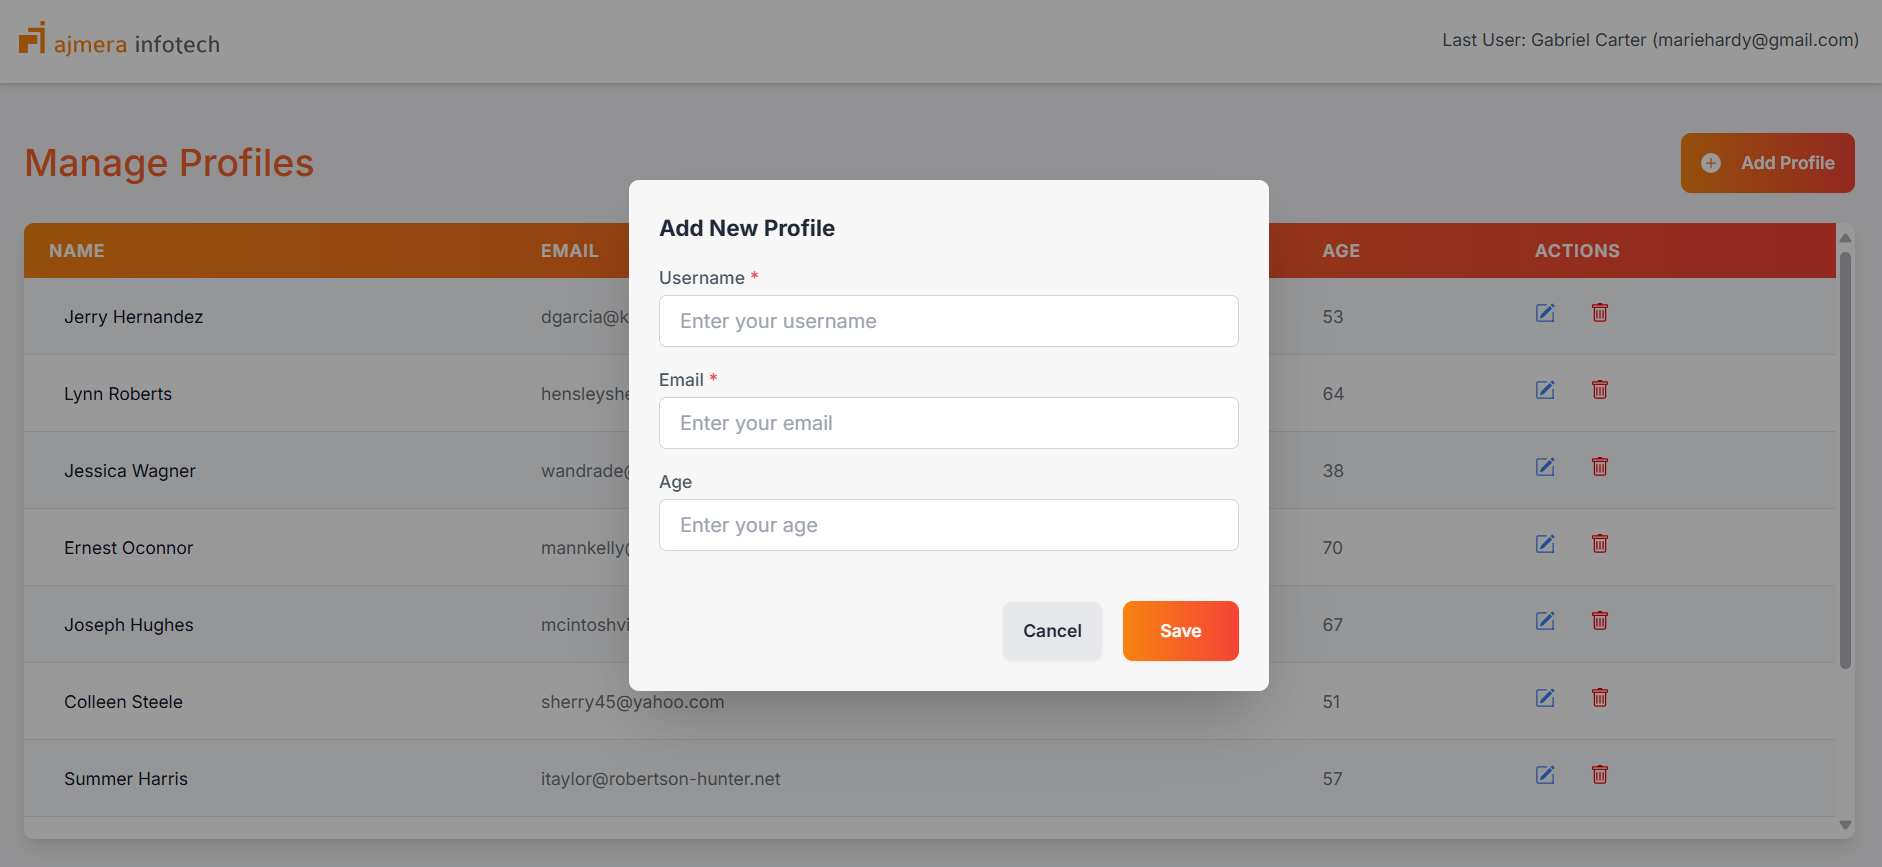 ajmera infotech
Last User: Gabriel Carter (mariehardy@gmail.com)
Manage Profiles
Add Profile
NAME EMAIL AGE ACTIONS
Jerry Hernandez dgarcia@k 53
Lynn Roberts hensleyshe 64
Jessica Wagner wandrade@ 38
Ernest Oconnor mannkelly@ 70
Joseph Hughes mcintoshvi 67
Colleen Steele sherry45@yahoo.com 51
Summer Harris itaylor@robertson-hunter.net 57
Add New Profile
Username *
Enter your username
Email *
Enter your email
Age
Enter your age
Cancel Save